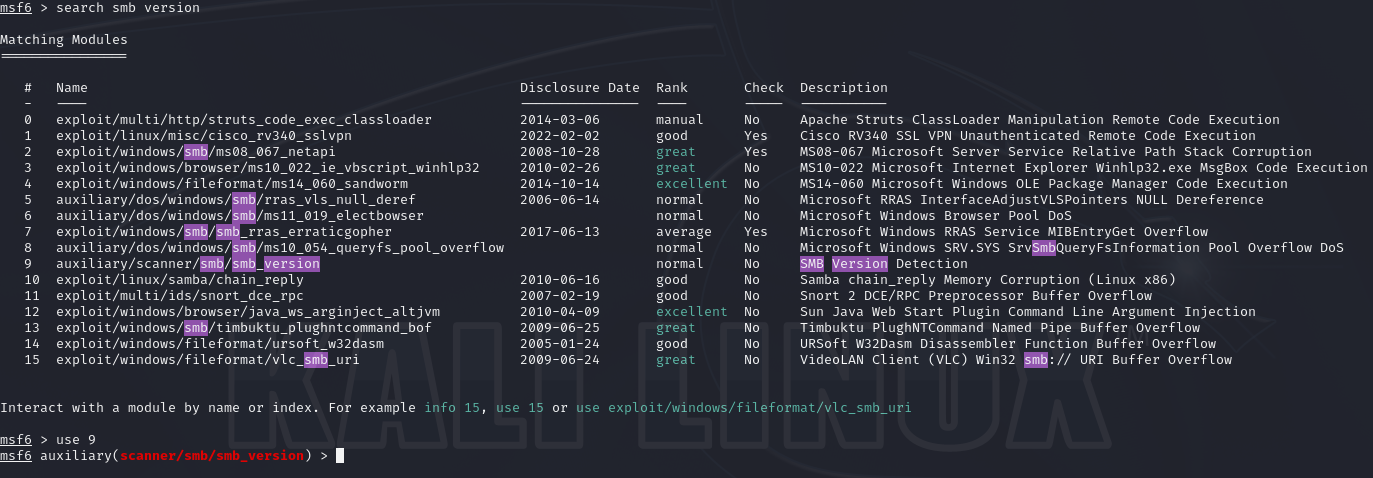 msf6 > search smb version
Matching Modules
================
# Name Disclosure Date Rank Check Description
- ---- --------------- ---- ----- -----------
0 exploit/multi/http/struts_code_exec_classloader 2014-03-06 manual No Apache Struts ClassLoader Manipulation Remote Code Execution
1 exploit/linux/misc/cisco_rv340_sslvpn 2022-02-02 good Yes Cisco RV340 SSL VPN Unauthenticated Remote Code Execution
2 exploit/windows/smb/ms08_067_netapi 2008-10-28 great Yes MS08-067 Microsoft Server Service Relative Path Stack Corruption
3 exploit/windows/browser/ms10_022_ie_vbscript_winhlp32 2010-02-26 great No MS10-022 Microsoft Internet Explorer Winhlp32.exe MsgBox Code Execution
4 exploit/windows/fileformat/ms14_060_sandworm 2014-10-14 excellent No MS14-060 Microsoft Windows OLE Package Manager Code Execution
5 auxiliary/dos/windows/smb/rras_vls_null_deref 2006-06-14 normal No Microsoft RRAS InterfaceAdjustVLSPointers NULL Dereference
6 auxiliary/dos/windows/smb/ms11_019_electbowser normal No Microsoft Windows Browser Pool DoS
7 exploit/windows/smb/smb_rras_erraticgopher 2017-06-13 average Yes Microsoft Windows RRAS Service MIBEntryGet Overflow
8 auxiliary/dos/windows/smb/ms10_054_queryfs_pool_overflow normal No Microsoft Windows SRV.SYS SrvSmbQueryFsInformation Pool Overflow DoS
9 auxiliary/scanner/smb/smb_version normal No SMB Version Detection
10 exploit/linux/samba/chain_reply 2010-06-16 good No Samba chain_reply Memory Corruption (Linux x86)
11 exploit/multi/ids/snort_dce_rpc 2007-02-19 good No Snort 2 DCE/RPC Preprocessor Buffer Overflow
12 exploit/windows/browser/java_ws_arginject_altjvm 2010-04-09 excellent No Sun Java Web Start Plugin Command Line Argument Injection
13 exploit/windows/smb/timbuktu_plughntcommand_bof 2009-06-25 great No Timbuktu PlughNTCommand Named Pipe Buffer Overflow
14 exploit/windows/fileformat/ursoft_w32dasm 2005-01-24 good No URSoft W32Dasm Disassembler Function Buffer Overflow
15 exploit/windows/fileformat/vlc_smb_uri 2009-06-24 great No VideoLAN Client (VLC) Win32 smb:// URI Buffer Overflow
Interact with a module by name or index. For example info 15, use 15 or use exploit/windows/fileformat/vlc_smb_uri
KALI LINUX
msf6 > use 9
msf6 auxiliary(scanner/smb/smb_version) >